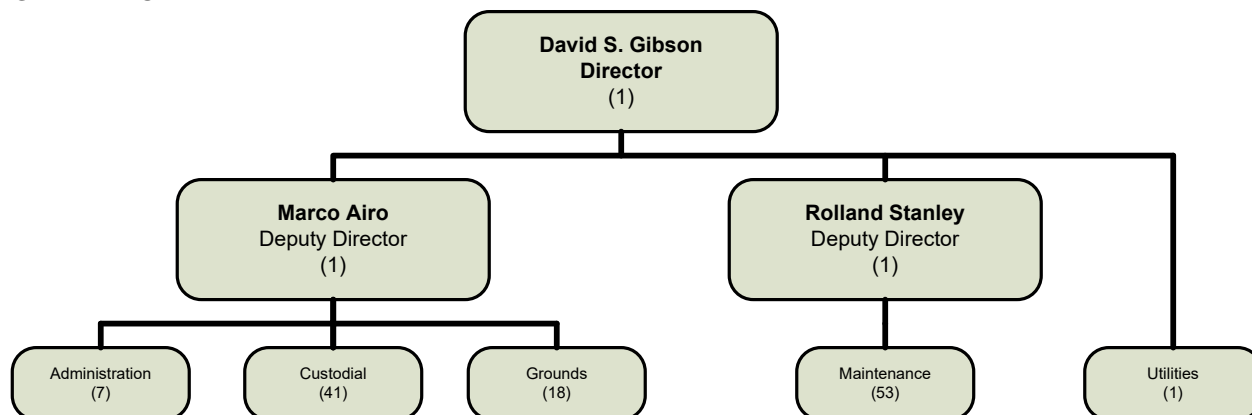 David S. Gibson
Director
(1)
Marco Airo
Deputy Director
(1)
Rolland Stanley
Deputy Director
(1)
Administration
(7)
Custodial
(41)
Grounds
(18)
Maintenance
(53)
Utilities
(1)